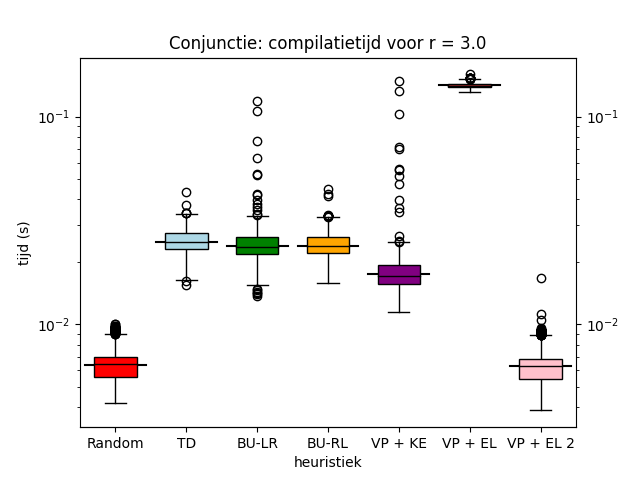 Conjunctie: compilatietijd voor r = 3.0
tijd (s)
10⁻¹ 10⁻¹
10⁻² 10⁻²
Random TD BU-LR BU-RL VP + KE VP + EL VP + EL 2
heuristiek